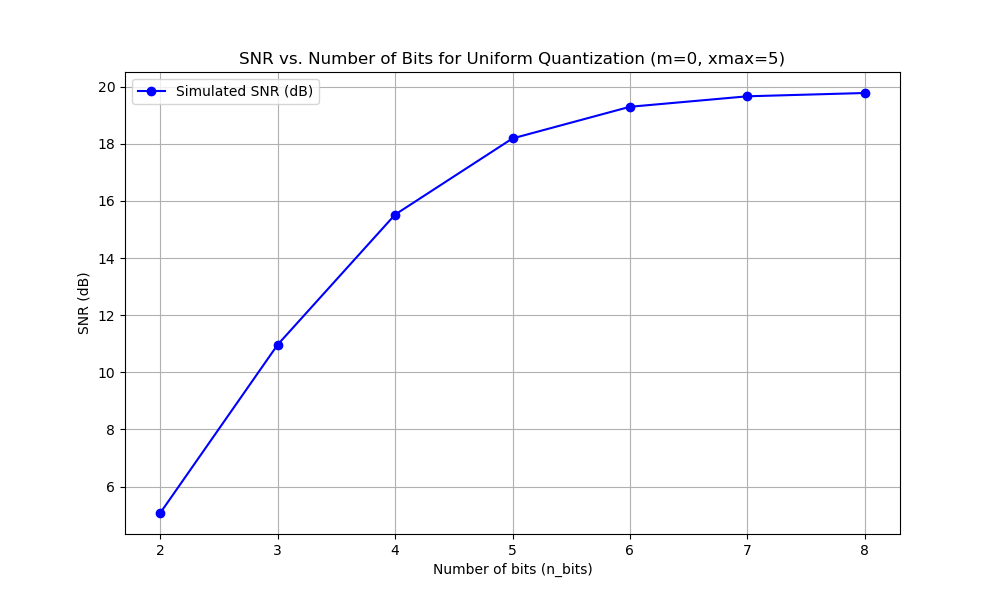 SNR vs. Number of Bits for Uniform Quantization (m=0, xmax=5)
Simulated SNR (dB)
20
18
16
14
12
10
8
6
SNR (dB)
2 3 4 5 6 7 8
Number of bits (n_bits)